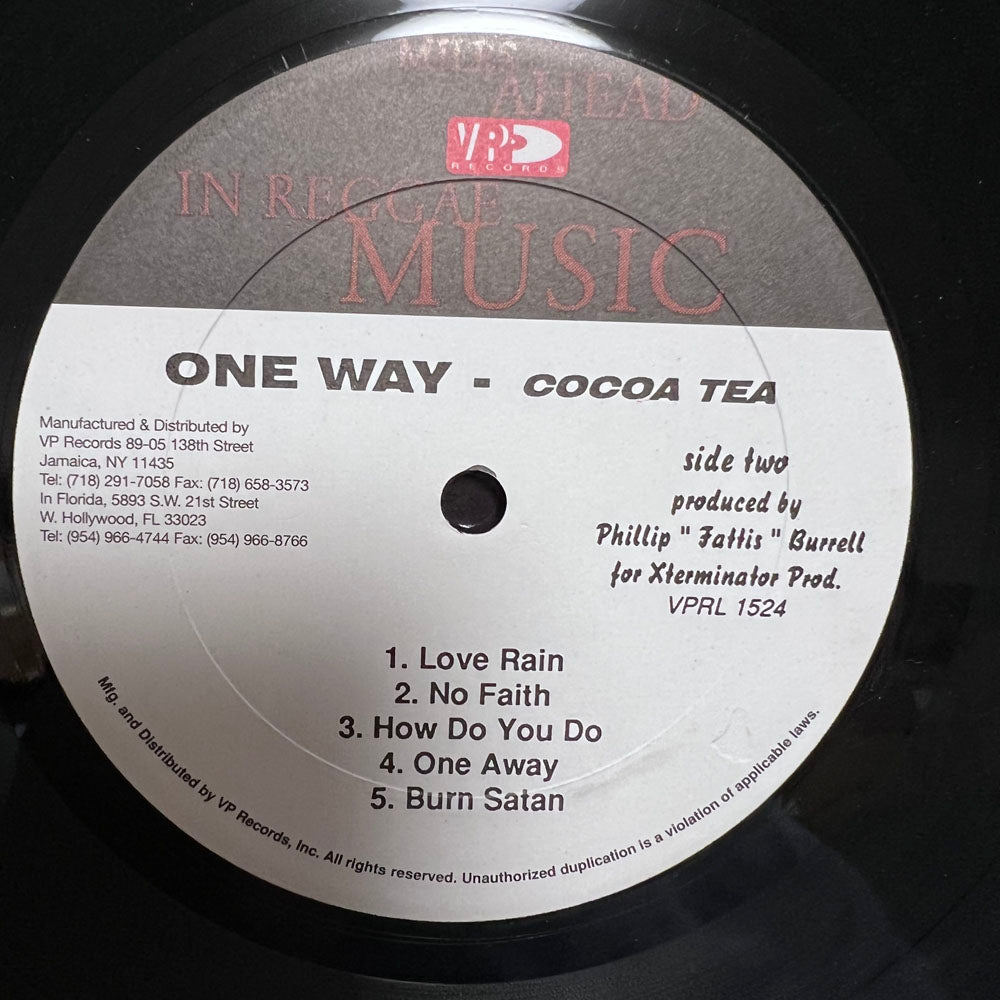 AHEAD
VP
RECORDS
IN REGGAE
MUSIC
ONE WAY - COCOA TEA
Manufactured & Distributed by
VP Records 89-05 138th Street
Jamaica, NY 11435
Tel: (718) 291-7058 Fax: (718) 658-3573
In Florida, 5893 S.W. 21st Street
W. Hollywood, FL 33023
Tel: (954) 966-4744 Fax: (954) 966-8766
side two
produced by
Phillip " Fattis " Burrell
for Xterminator Prod.
VPRL 1524
1. Love Rain
2. No Faith
3. How Do You Do
4. One Away
5. Burn Satan
Mfg. and Distributed by VP Records, Inc. All rights reserved. Unauthorized duplication is a violation of applicable laws.